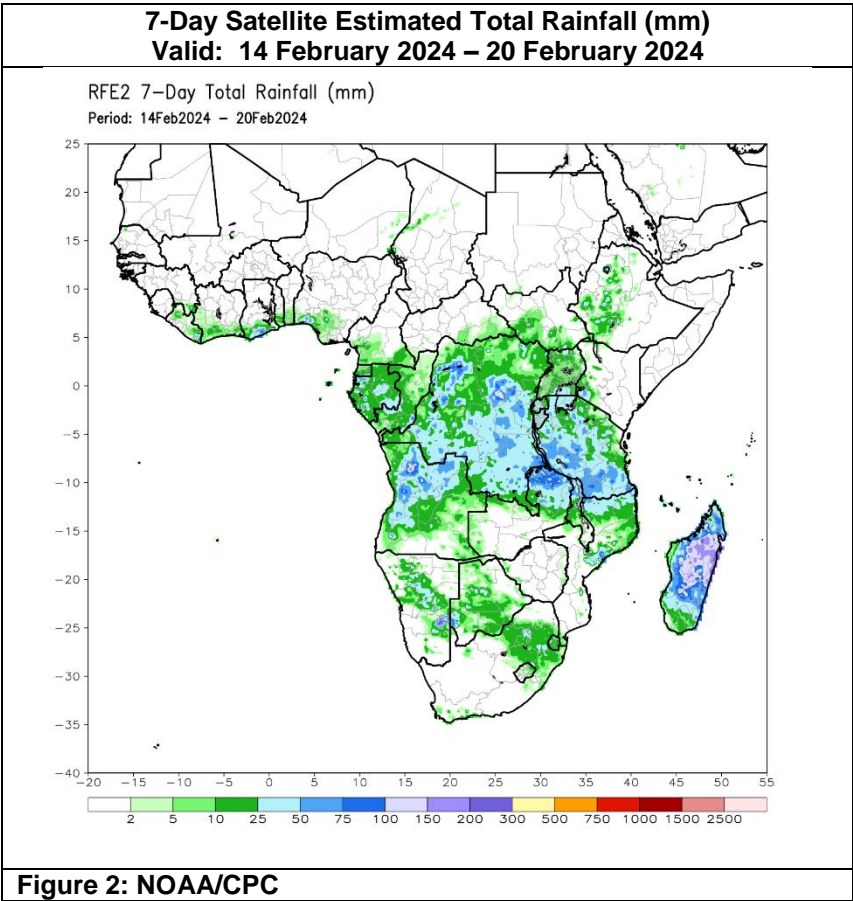 7-Day Satellite Estimated Total Rainfall (mm)
Valid: 14 February 2024 – 20 February 2024
RFE2 7-Day Total Rainfall (mm)
Period: 14Feb2024 - 20Feb2024
25
20
15
10
5
0
-5
-10
-15
-20
-25
-30
-35
-40
-20 -15 -10 -5 0 5 10 15 20 25 30 35 40 45 50 55
2 5 10 25 50 75 100 150 200 300 500 750 1000 1500 2500
Figure 2: NOAA/CPC